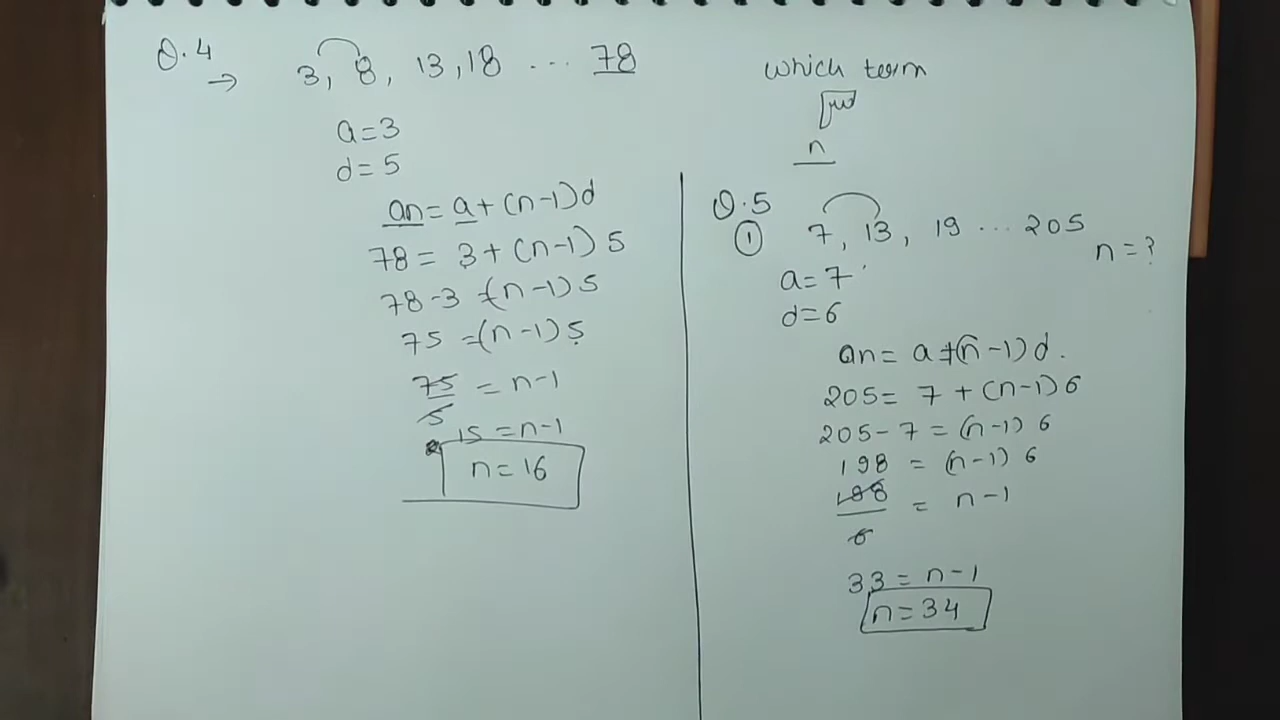 Q.4
→ 3, 8, 13, 18 ... 78
a = 3
d = 5
an = a + (n-1)d
78 = 3 + (n-1) 5
78-3 = (n-1) 5
75 = (n-1) 5
75/5 = n-1
15 = n-1
n = 16
which term
n
Q.5
① 7, 13, 19 ... 205
n = ?
a = 7
d = 6
an = a + (n-1) d.
205 = 7 + (n-1) 6
205-7 = (n-1) 6
198 = (n-1) 6
198/6 = n-1
33 = n-1
n = 34